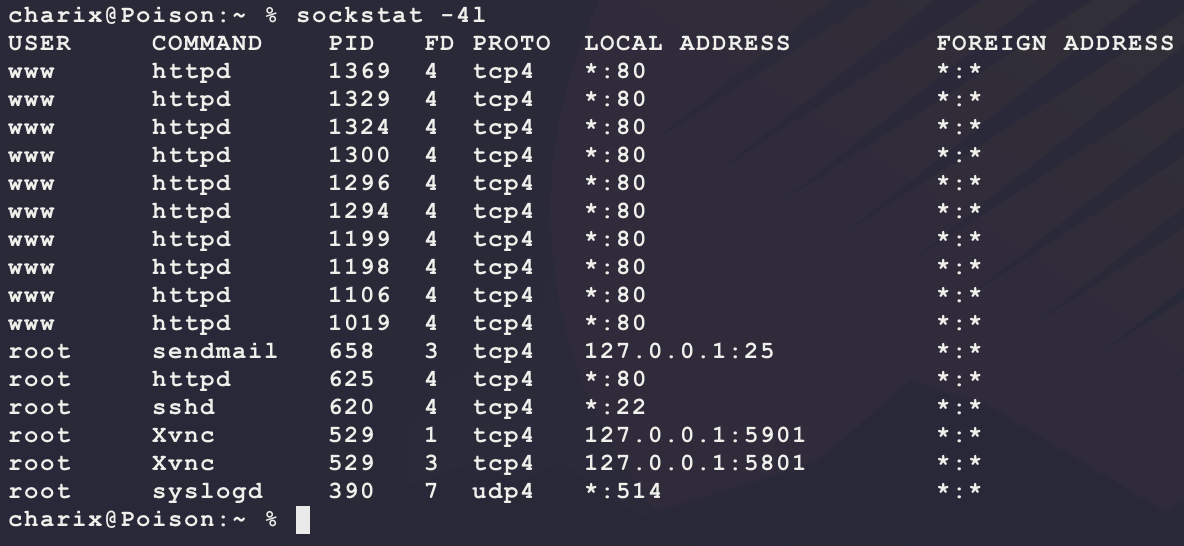 charix@Poison:~ % sockstat -4l
USER     COMMAND    PID   FD PROTO  LOCAL ADDRESS         FOREIGN ADDRESS
www      httpd      1369  4  tcp4   *:80                  *:*
www      httpd      1329  4  tcp4   *:80                  *:*
www      httpd      1324  4  tcp4   *:80                  *:*
www      httpd      1300  4  tcp4   *:80                  *:*
www      httpd      1296  4  tcp4   *:80                  *:*
www      httpd      1294  4  tcp4   *:80                  *:*
www      httpd      1199  4  tcp4   *:80                  *:*
www      httpd      1198  4  tcp4   *:80                  *:*
www      httpd      1106  4  tcp4   *:80                  *:*
www      httpd      1019  4  tcp4   *:80                  *:*
root     sendmail   658   3  tcp4   127.0.0.1:25          *:*
root     httpd      625   4  tcp4   *:80                  *:*
root     sshd       620   4  tcp4   *:22                  *:*
root     Xvnc       529   1  tcp4   127.0.0.1:5901        *:*
root     Xvnc       529   3  tcp4   127.0.0.1:5801        *:*
root     syslogd    390   7  udp4   *:514                 *:*
charix@Poison:~ %